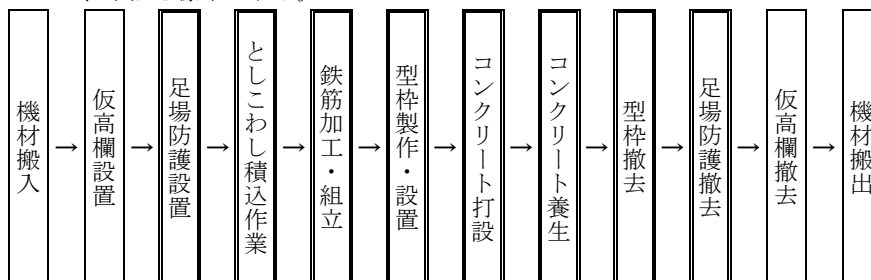 機材搬入
→
仮高欄設置
→
足場防護設置
→
としこわし積込作業
→
鉄筋加工・組立
→
型枠製作・設置
→
コンクリート打設
→
コンクリート養生
→
型枠撤去
→
足場防護撤去
→
仮高欄撤去
→
機材搬出